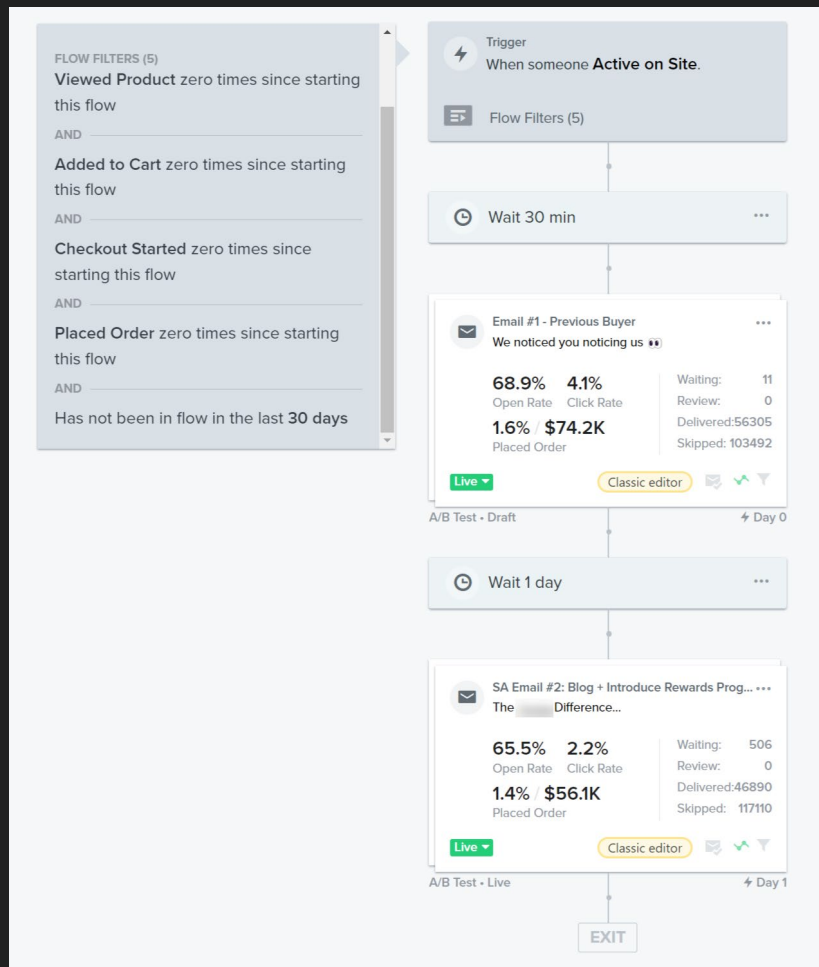 FLOW FILTERS (5)
Viewed Product zero times since starting
this flow
AND
Added to Cart zero times since starting
this flow
AND
Checkout Started zero times since
starting this flow
AND
Placed Order zero times since starting
this flow
AND
Has not been in flow in the last 30 days
Trigger
When someone Active on Site.
Flow Filters (5)
Wait 30 min
Email #1 - Previous Buyer
We noticed you noticing us 👀
68.9% 4.1%
Open Rate Click Rate
1.6% / $74.2K
Placed Order
Waiting: 11
Review: 0
Delivered:56305
Skipped: 103492
Live
Classic editor
A/B Test • Draft
Day 0
Wait 1 day
SA Email #2: Blog + Introduce Rewards Prog...
The Difference...
65.5% 2.2%
Open Rate Click Rate
1.4% / $56.1K
Placed Order
Waiting: 506
Review: 0
Delivered:46890
Skipped: 117110
Live
Classic editor
A/B Test • Live
Day 1
EXIT